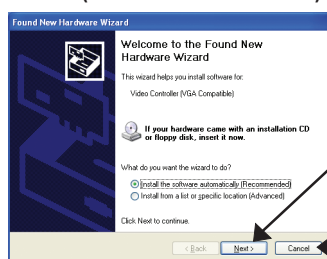 Found New Hardware Wizard
Welcome to the Found New
Hardware Wizard
This wizard helps you install software for:
Video Controller (VGA Compatible)
If your hardware came with an installation CD
or floppy disk, insert it now.
What do you want the wizard to do?
Install the software automatically (Recommended)
Install from a list or specific location (Advanced)
Click Next to continue.
< Back Next > Cancel